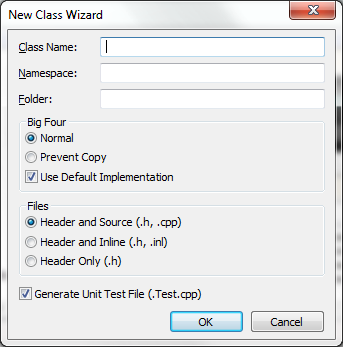 New Class Wizard
Class Name:
Namespace:
Folder:
Big Four
Normal
Prevent Copy
Use Default Implementation
Files
Header and Source (.h, .cpp)
Header and Inline (.h, .inl)
Header Only (.h)
Generate Unit Test File (.Test.cpp)
OK Cancel